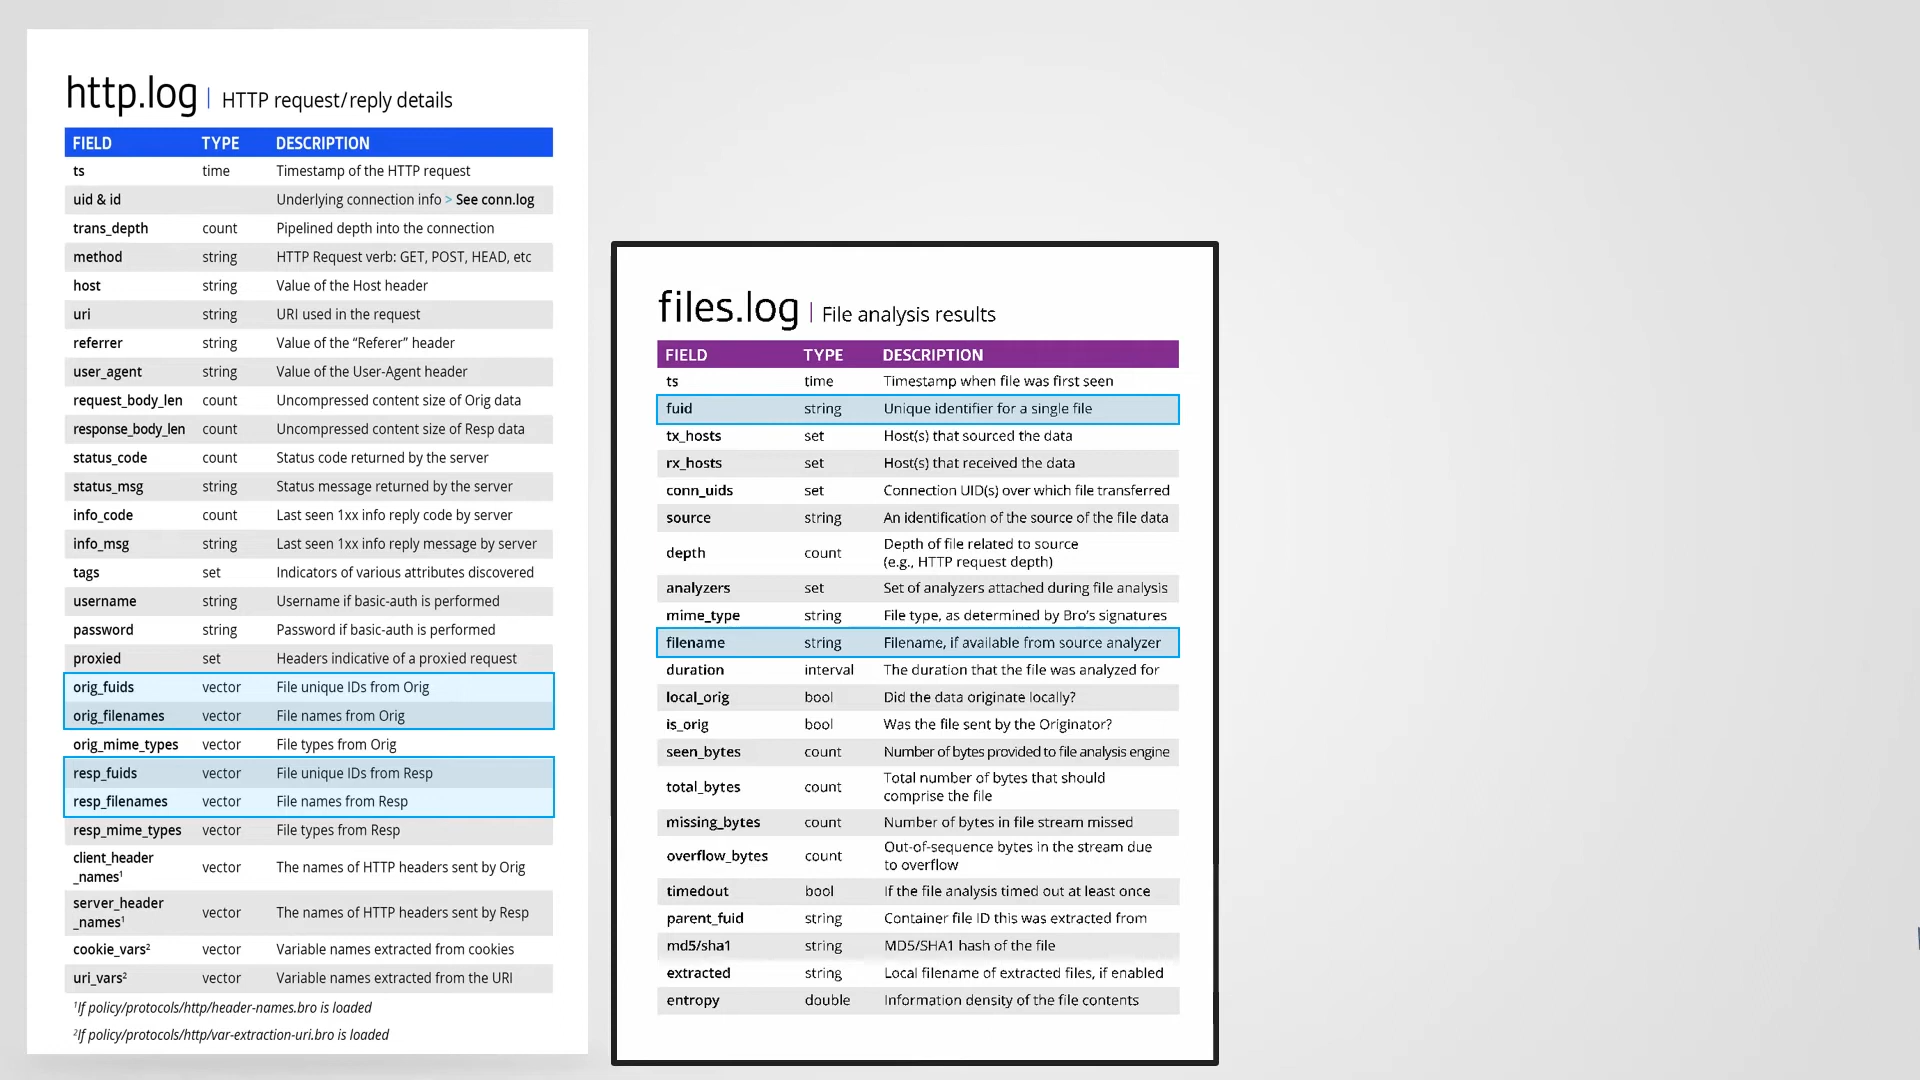 http.log | HTTP request/reply details
FIELD TYPE DESCRIPTION
ts time Timestamp of the HTTP request
uid & id Underlying connection info > See conn.log
trans_depth count Pipelined depth into the connection
method string HTTP Request verb: GET, POST, HEAD, etc
host string Value of the Host header
uri string URI used in the request
referrer string Value of the “Referer” header
user_agent string Value of the User-Agent header
request_body_len count Uncompressed content size of Orig data
response_body_len count Uncompressed content size of Resp data
status_code count Status code returned by the server
status_msg string Status message returned by the server
info_code count Last seen 1xx info reply code by server
info_msg string Last seen 1xx info reply message by server
tags set Indicators of various attributes discovered
username string Username if basic-auth is performed
password string Password if basic-auth is performed
proxied set Headers indicative of a proxied request
orig_fuids vector File unique IDs from Orig
orig_filenames vector File names from Orig
orig_mime_types vector File types from Orig
resp_fuids vector File unique IDs from Resp
resp_filenames vector File names from Resp
resp_mime_types vector File types from Resp
client_header
_names¹ vector The names of HTTP headers sent by Orig
server_header
_names¹ vector The names of HTTP headers sent by Resp
cookie_vars² vector Variable names extracted from cookies
uri_vars² vector Variable names extracted from the URI
¹If policy/protocols/http/header-names.bro is loaded
²If policy/protocols/http/var-extraction-uri.bro is loaded
files.log | File analysis results
FIELD TYPE DESCRIPTION
ts time Timestamp when file was first seen
fuid string Unique identifier for a single file
tx_hosts set Host(s) that sourced the data
rx_hosts set Host(s) that received the data
conn_uids set Connection UID(s) over which file transferred
source string An identification of the source of the file data
depth count Depth of file related to source
(e.g., HTTP request depth)
analyzers set Set of analyzers attached during file analysis
mime_type string File type, as determined by Bro’s signatures
filename string Filename, if available from source analyzer
duration interval The duration that the file was analyzed for
local_orig bool Did the data originate locally?
is_orig bool Was the file sent by the Originator?
seen_bytes count Number of bytes provided to file analysis engine
total_bytes count Total number of bytes that should
comprise the file
missing_bytes count Number of bytes in file stream missed
overflow_bytes count Out-of-sequence bytes in the stream due
to overflow
timedout bool If the file analysis timed out at least once
parent_fuid string Container file ID this was extracted from
md5/sha1 string MD5/SHA1 hash of the file
extracted string Local filename of extracted files, if enabled
entropy double Information density of the file contents